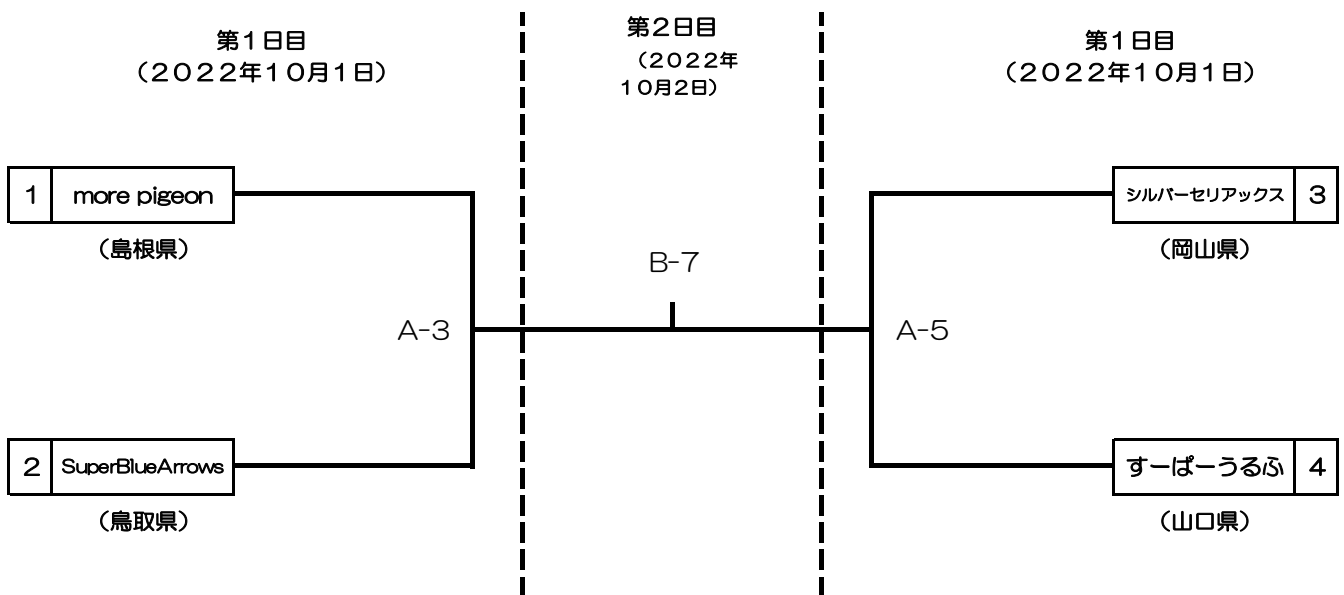 第１日目
（２０２２年１０月１日）
第２日目
（２０２２年
１０月２日）
第１日目
（２０２２年１０月１日）
1 more pigeon
（島根県）
シルバーセリアックス 3
（岡山県）
B-7
A-3
A-5
2 SuperBlueArrows
（鳥取県）
すーぱーうるふ 4
（山口県）